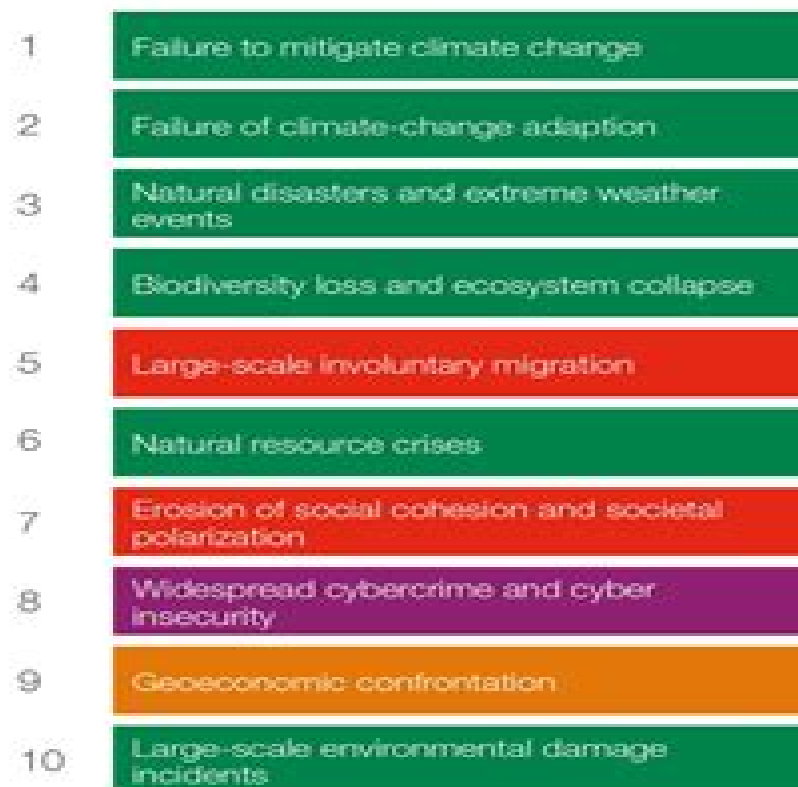 1 Failure to mitigate climate change
2 Failure of climate-change adaption
3 Natural disasters and extreme weather
events
4 Biodiversity loss and ecosystem collapse
5 Large-scale involuntary migration
6 Natural resource crises
7 Erosion of social cohesion and societal
polarization
8 Widespread cybercrime and cyber
insecurity
9 Geoeconomic confrontation
10 Large-scale environmental damage
incidents